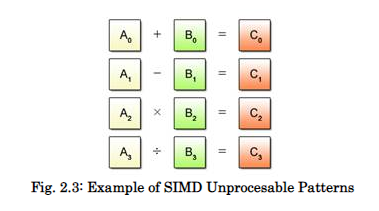 A₀ + B₀ = C₀
A₁ − B₁ = C₁
A₂ × B₂ = C₂
A₃ ÷ B₃ = C₃
Fig. 2.3: Example of SIMD Unprocesable Patterns